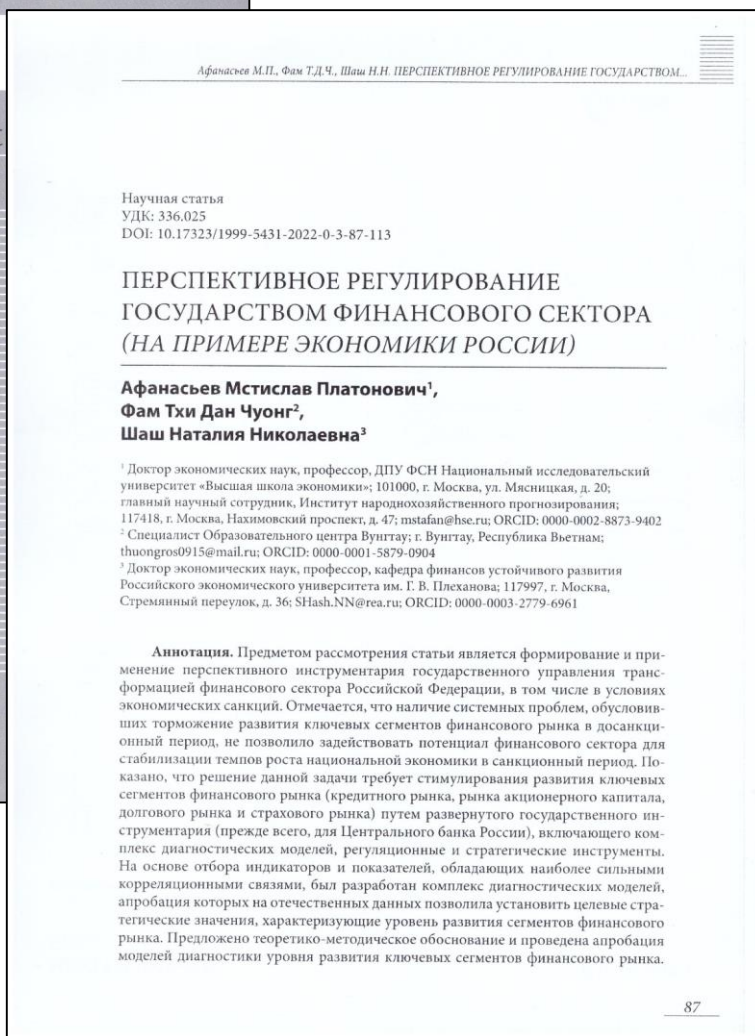 Афанасьев М.П., Фам Т.Д.Ч., Шаш Н.Н. ПЕРСПЕКТИВНОЕ РЕГУЛИРОВАНИЕ ГОСУДАРСТВОМ...
Научная статья
УДК: 336.025
DOI: 10.17323/1999-5431-2022-0-3-87-113
ПЕРСПЕКТИВНОЕ РЕГУЛИРОВАНИЕ
ГОСУДАРСТВОМ ФИНАНСОВОГО СЕКТОРА
(НА ПРИМЕРЕ ЭКОНОМИКИ РОССИИ)
Афанасьев Мстислав Платонович¹,
Фам Тхи Дан Чуонг²,
Шаш Наталия Николаевна³
¹ Доктор экономических наук, профессор, ДПУ ФСН Национальный исследовательский
университет «Высшая школа экономики»; 101000, г. Москва, ул. Мясницкая, д. 20;
главный научный сотрудник, Институт народнохозяйственного прогнозирования;
117418, г. Москва, Нахимовский проспект, д. 47; mstafan@hse.ru; ORCID: 0000-0002-8873-9402
² Специалист Образовательного центра Вунгтау; г. Вунгтау, Республика Вьетнам;
thuongros0915@mail.ru; ORCID: 0000-0001-5879-0904
³ Доктор экономических наук, профессор, кафедра финансов устойчивого развития
Российского экономического университета им. Г. В. Плеханова; 117997, г. Москва,
Стремянный переулок, д. 36; SHash.NN@rea.ru; ORCID: 0000-0003-2779-6961
Аннотация. Предметом рассмотрения статьи является формирование и при-
менение перспективного инструментария государственного управления транс-
формацией финансового сектора Российской Федерации, в том числе в условиях
экономических санкций. Отмечается, что наличие системных проблем, обусловив-
ших торможение развития ключевых сегментов финансового рынка в досанкци-
онный период, не позволило задействовать потенциал финансового сектора для
стабилизации темпов роста национальной экономики в санкционный период. По-
казано, что решение данной задачи требует стимулирования развития ключевых
сегментов финансового рынка (кредитного рынка, рынка акционерного капитала,
долгового рынка и страхового рынка) путем развернутого государственного ин-
струментария (прежде всего, для Центрального банка России), включающего ком-
плекс диагностических моделей, регуляционные и стратегические инструменты.
На основе отбора индикаторов и показателей, обладающих наиболее сильными
корреляционными связями, был разработан комплекс диагностических моделей,
апробация которых на отечественных данных позволила установить целевые стра-
тегические значения, характеризующие уровень развития сегментов финансового
рынка. Предложено теоретико-методическое обоснование и проведена апробация
моделей диагностики уровня развития ключевых сегментов финансового рынка.
87